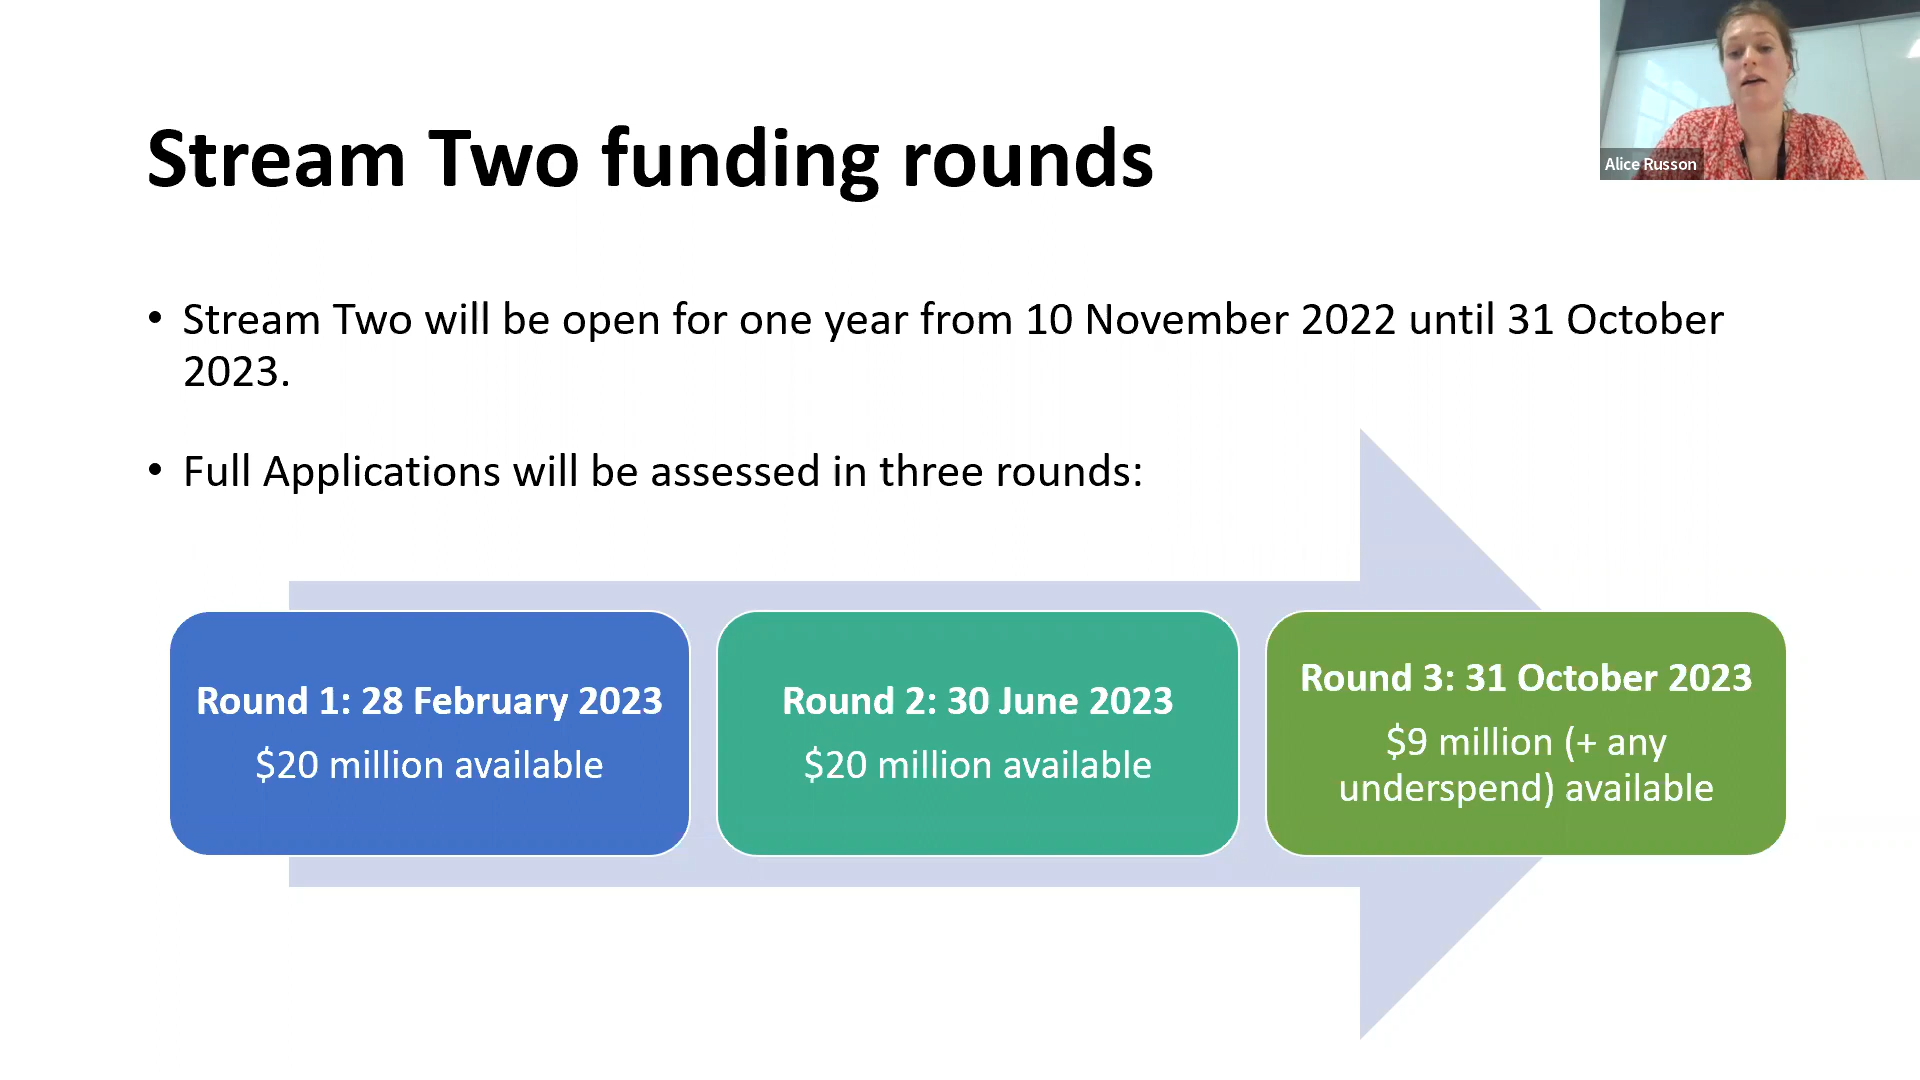 Stream Two funding rounds
Alice Russon
• Stream Two will be open for one year from 10 November 2022 until 31 October
2023.
• Full Applications will be assessed in three rounds:
Round 1: 28 February 2023
$20 million available
Round 2: 30 June 2023
$20 million available
Round 3: 31 October 2023
$9 million (+ any
underspend) available